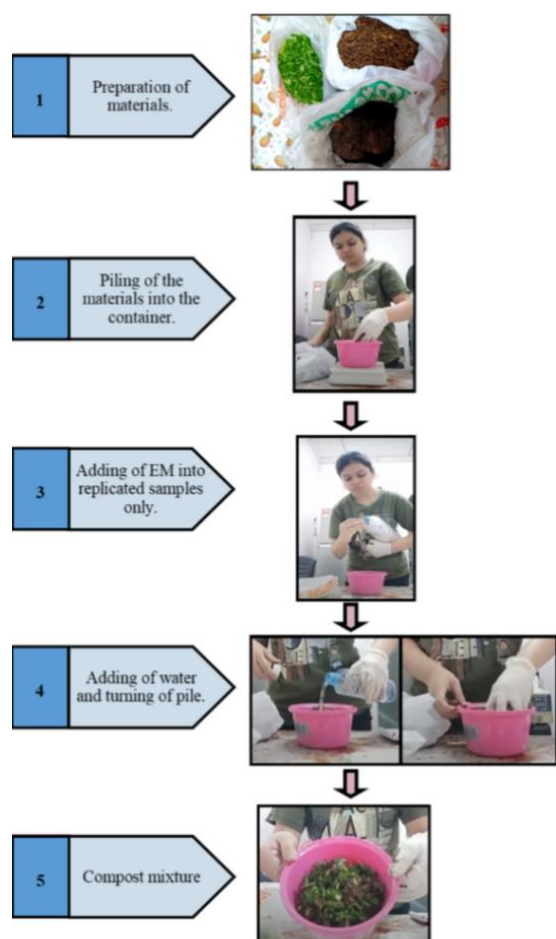 1
Preparation of
materials.
2
Piling of the
materials into the
container.
3
Adding of EM into
replicated samples
only.
4
Adding of water
and turning of pile.
5
Compost mixture